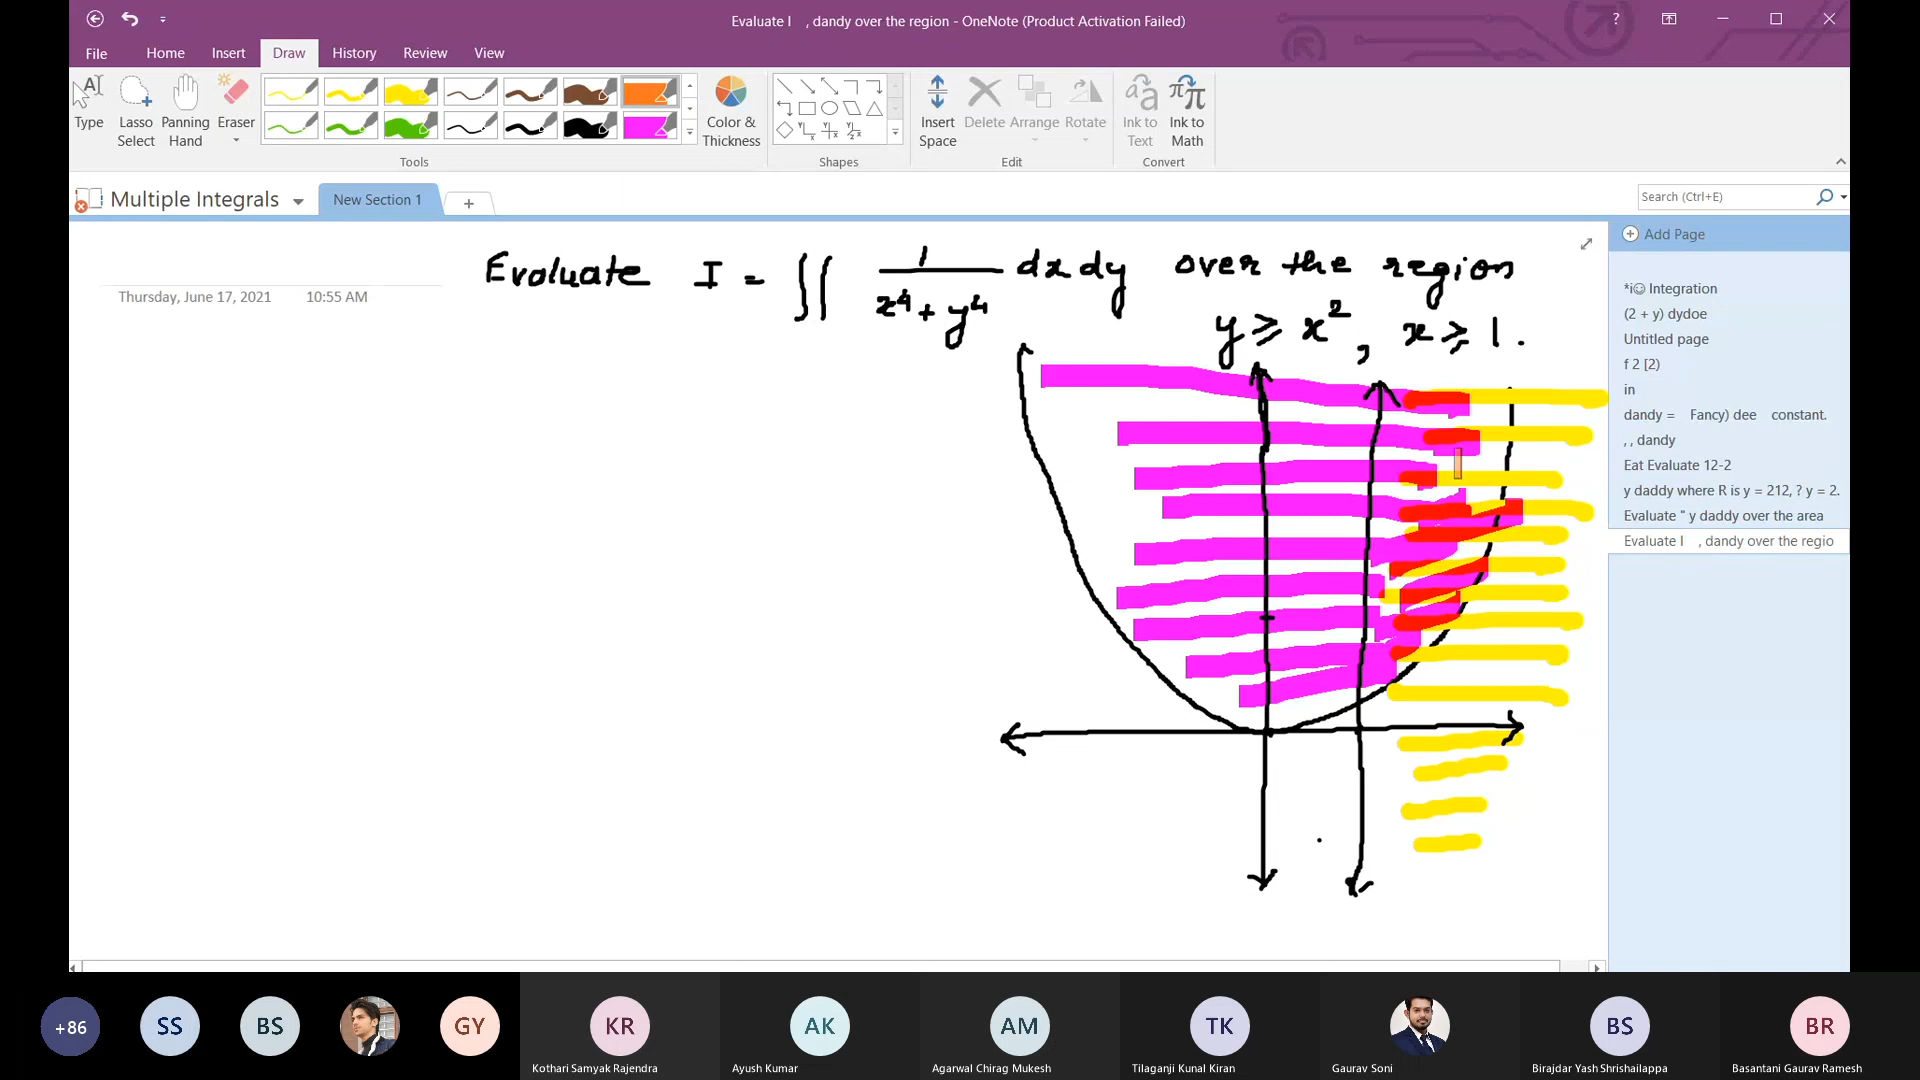 Evaluate I , dandy over the region - OneNote (Product Activation Failed)
?
File Home Insert Draw History Review View
Type
Lasso Select
Panning Hand
Eraser
Color & Thickness
Insert Space
Delete
Arrange
Rotate
Ink to Text
Ink to Math
Tools
Shapes
Edit
Convert
Multiple Integrals
New Section 1
+
Search (Ctrl+E)
Add Page
Thursday, June 17, 2021 10:55 AM
Evaluate I = ∬ 1/(x⁴ + y⁴) dx dy over the region
y ⩾ x², x ⩾ 1.
*i☺ Integration
(2 + y) dydoe
Untitled page
f 2 [2)
in
dandy = Fancy) dee constant.
, , dandy
Eat Evaluate 12-2
y daddy where R is y = 212, ? y = 2.
Evaluate " y daddy over the area
Evaluate I , dandy over the regio
+86
SS
BS
GY
KR
AK
AM
TK
BS
BR
Kothari Samyak Rajendra
Ayush Kumar
Agarwal Chirag Mukesh
Tilaganji Kunal Kiran
Gaurav Soni
Birajdar Yash Shrishailappa
Basantani Gaurav Ramesh